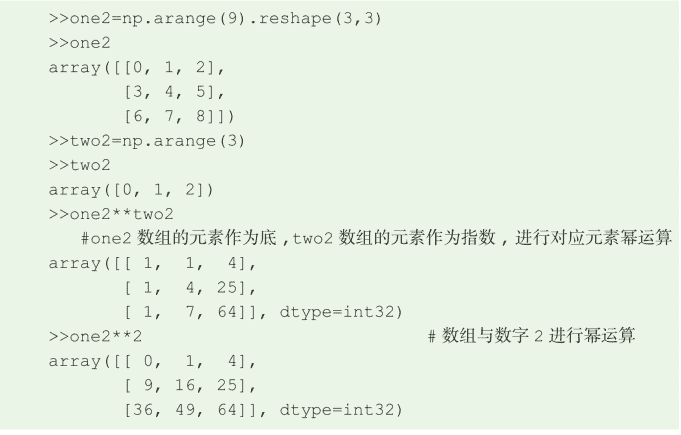 >>one2=np.arange(9).reshape(3,3)
>>one2
array([[0, 1, 2],
       [3, 4, 5],
       [6, 7, 8]])
>>two2=np.arange(3)
>>two2
array([0, 1, 2])
>>one2**two2
#one2 数组的元素作为底,two2 数组的元素作为指数,进行对应元素幂运算
array([[ 1,  1,  4],
       [ 1,  4, 25],
       [ 1,  7, 64]], dtype=int32)
>>one2**2 #数组与数字 2 进行幂运算
array([[ 0,  1,  4],
       [ 9, 16, 25],
       [36, 49, 64]], dtype=int32)